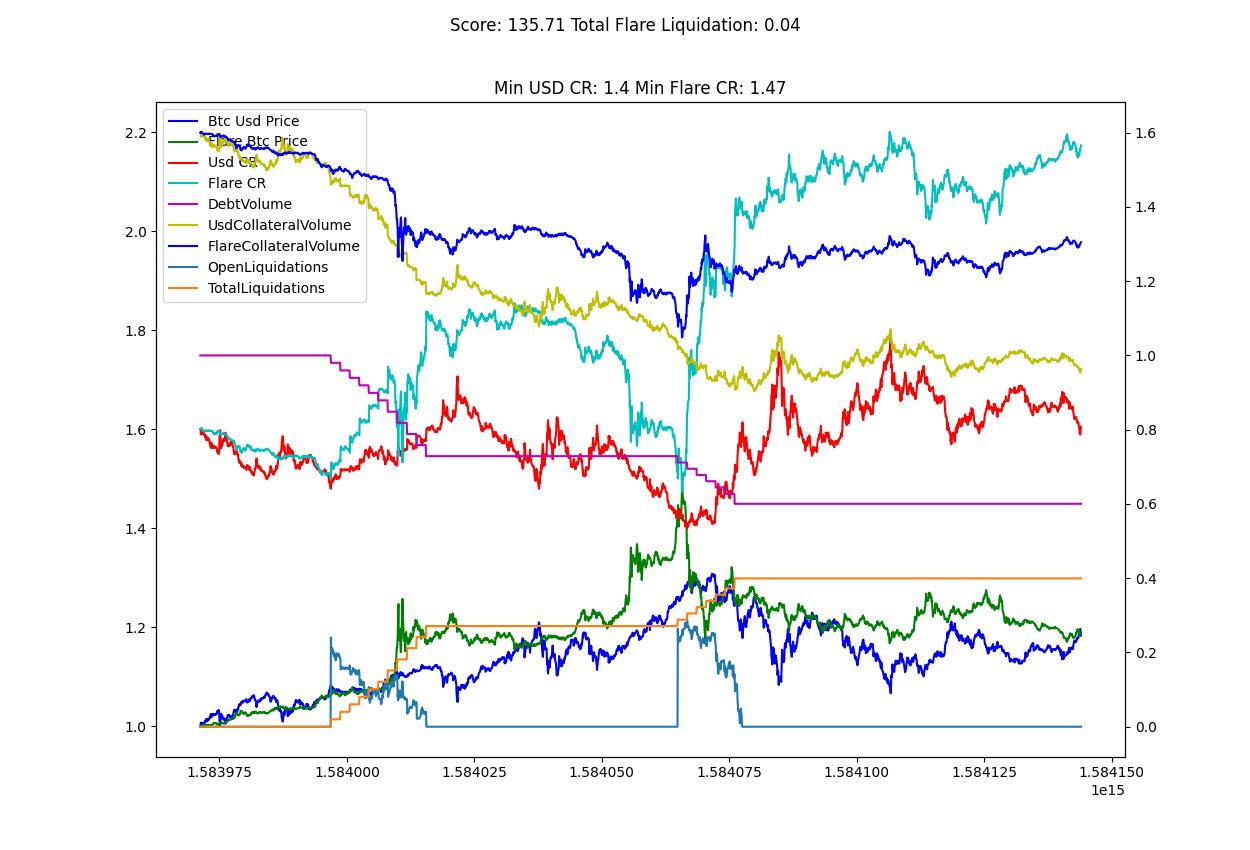 Score: 135.71 Total Flare Liquidation: 0.04
Min USD CR: 1.4 Min Flare CR: 1.47
Btc Usd Price
Flare Btc Price
Usd CR
Flare CR
DebtVolume
UsdCollateralVolume
FlareCollateralVolume
OpenLiquidations
TotalLiquidations
2.2
2.0
1.8
1.6
1.4
1.2
1.0
1.6
1.4
1.2
1.0
0.8
0.6
0.4
0.2
0.0
1.583975 1.584000 1.584025 1.584050 1.584075 1.584100 1.584125 1.584150
1e15